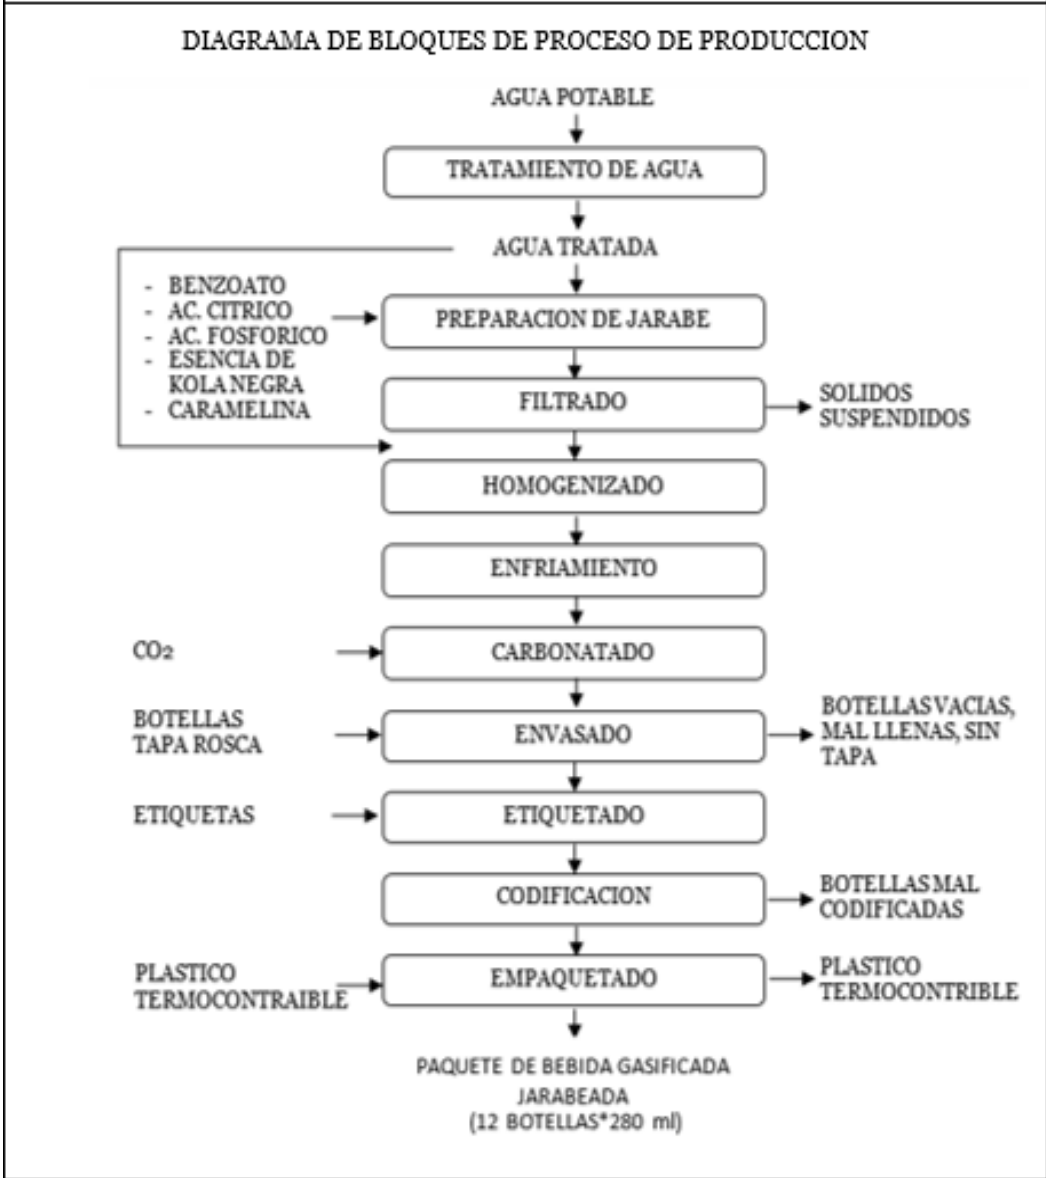 DIAGRAMA DE BLOQUES DE PROCESO DE PRODUCCION
AGUA POTABLE
TRATAMIENTO DE AGUA
AGUA TRATADA
- BENZOATO
- AC. CITRICO
- AC. FOSFORICO
- ESENCIA DE
KOLA NEGRA
- CARAMELINA
PREPARACION DE JARABE
FILTRADO
SOLIDOS
SUSPENDIDOS
HOMOGENIZADO
ENFRIAMIENTO
CO2
CARBONATADO
BOTELLAS
TAPA ROSCA
ENVASADO
BOTELLAS VACIAS,
MAL LLENAS, SIN
TAPA
ETIQUETAS
ETIQUETADO
CODIFICACION
BOTELLAS MAL
CODIFICADAS
PLASTICO
TERMOCONTRAIBLE
EMPAQUETADO
PLASTICO
TERMOCONTRIBLE
PAQUETE DE BEBIDA GASIFICADA
JARABEADA
(12 BOTELLAS*280 ml)